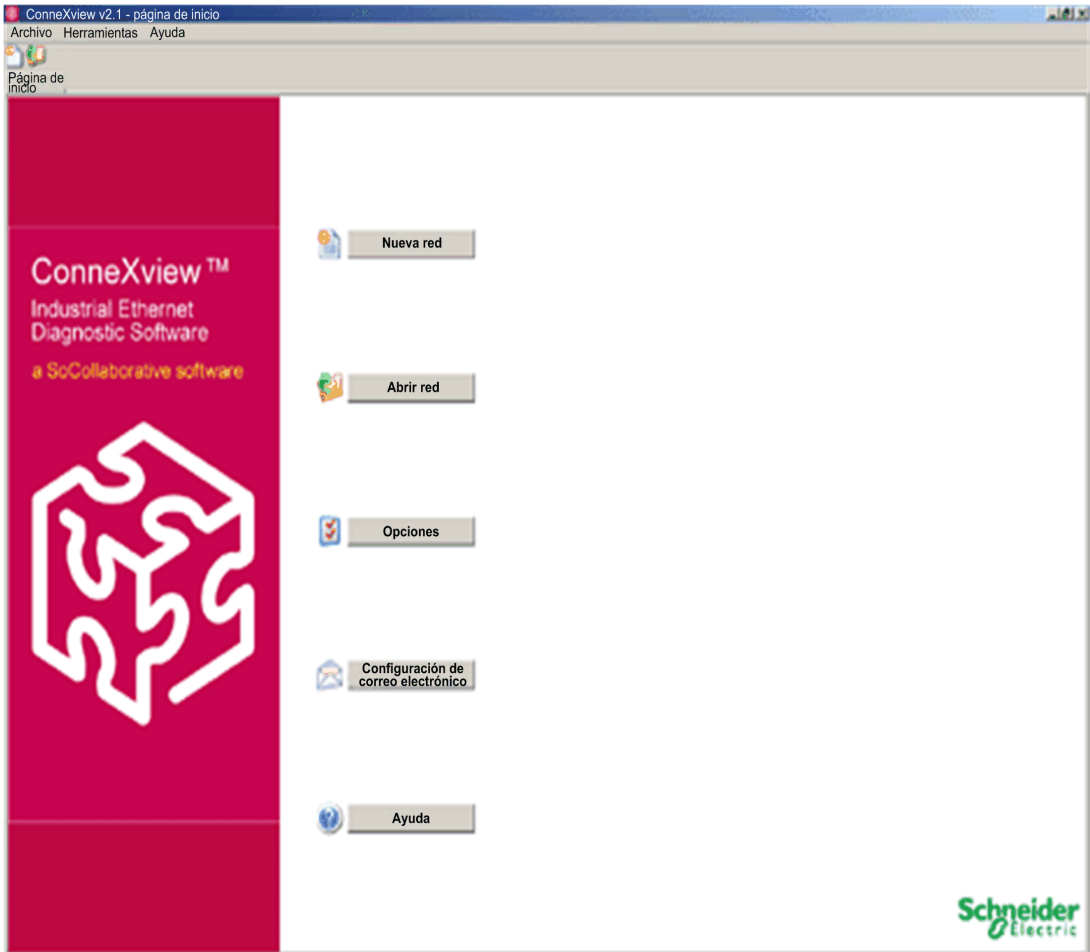 ConneXview v2.1 - página de inicio
Archivo Herramientas Ayuda
Página de
inicio
ConneXview™
Industrial Ethernet
Diagnostic Software
a SoCollaborative software
Nueva red
Abrir red
Opciones
Configuración de
correo electrónico
Ayuda
Schneider
Electric